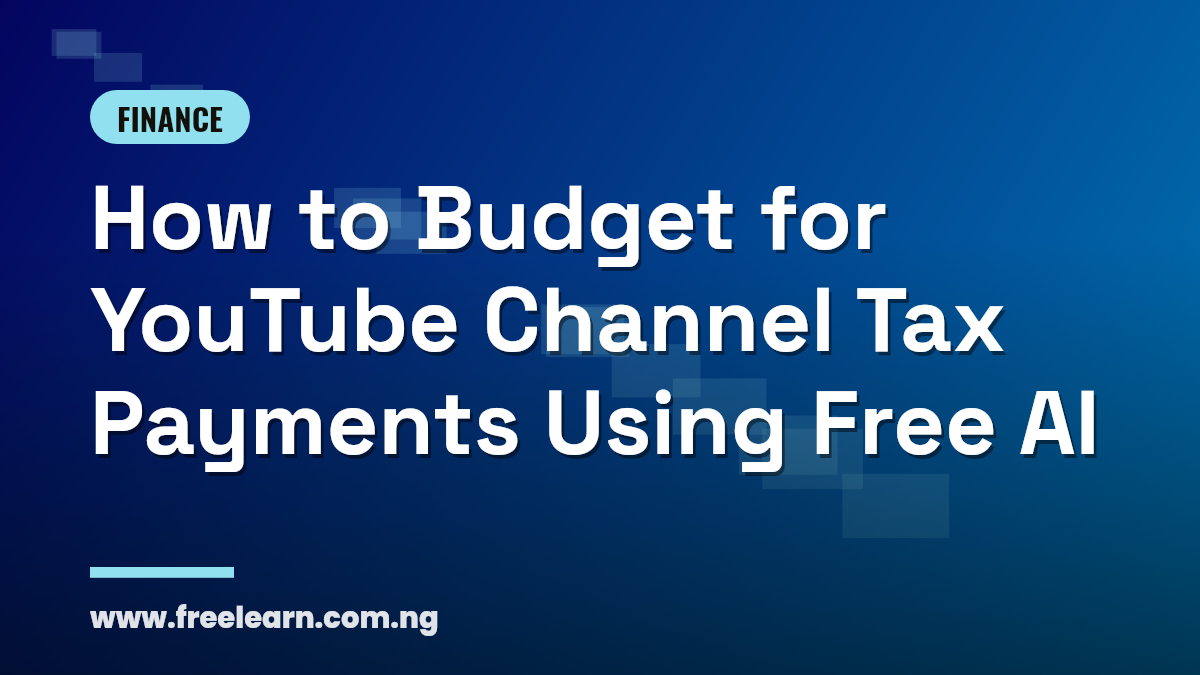 FINANCE
How to Budget for
YouTube Channel Tax
Payments Using Free AI
www.freelearn.com.ng